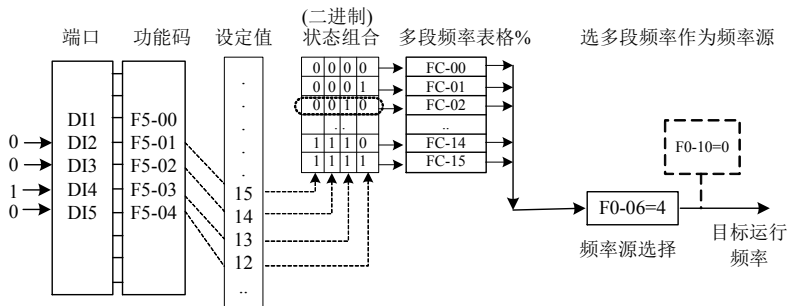 (二进制)
端口 功能码 设定值 状态组合 多段频率表格% 选多段频率作为频率源
0 0 0 0 FC-00
. 0 0 0 1 FC-01
. 0 0 1 0 FC-02
DI1 F5-00 . .. ..
0 DI2 F5-01 . 1 1 1 0 FC-14 F0-10=0
0 DI3 F5-02 . 1 1 1 1 FC-15
1 DI4 F5-03 15
0 DI5 F5-04 14 F0-06=4
13 频率源选择 目标运行
12 频率
..